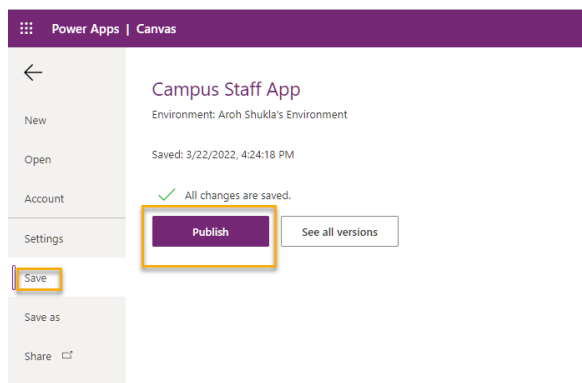 Power Apps | Canvas
Campus Staff App
Environment: Aroh Shukla's Environment
New
Open
Saved: 3/22/2022, 4:24:18 PM
Account
All changes are saved.
Settings
Publish
See all versions
Save
Save as
Share